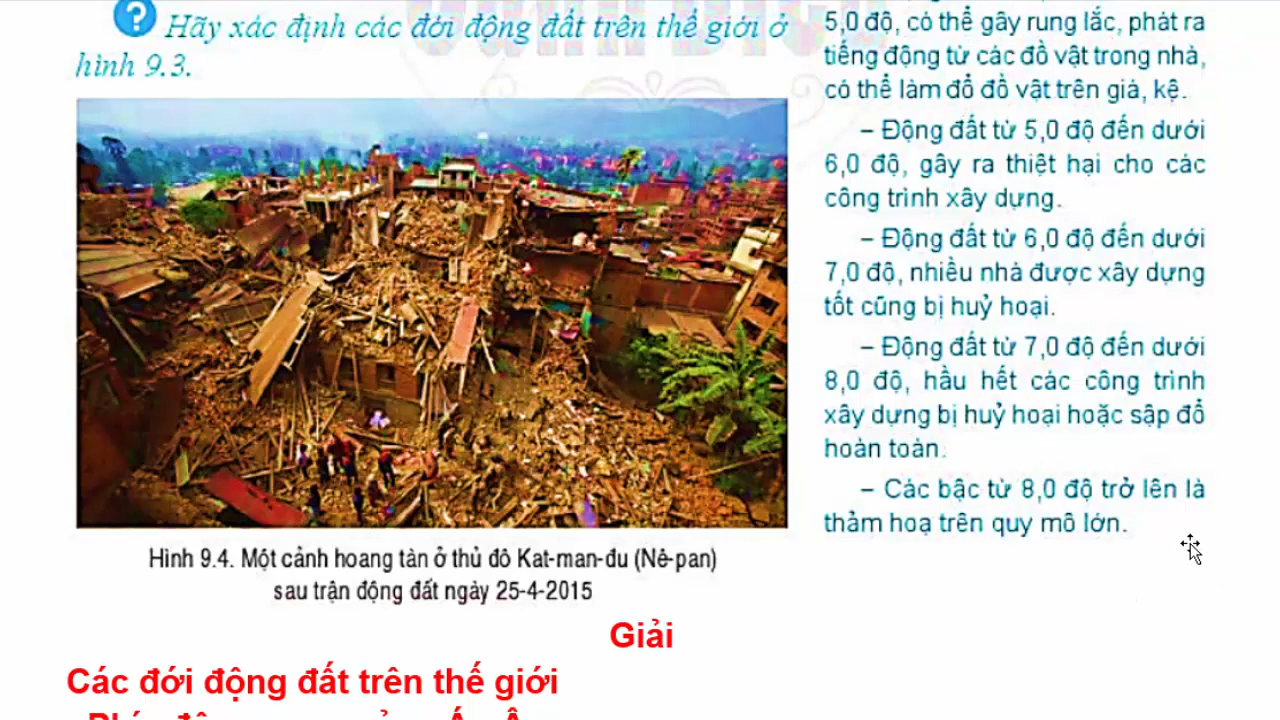 ? Hãy xác định các đới động đất trên thế giới ở
hình 9.3.
Hình 9.4. Một cảnh hoang tàn ở thủ đô Kat-man-đu (Nê-pan)
sau trận động đất ngày 25-4-2015
5,0 độ, có thể gây rung lắc, phát ra
tiếng động từ các đồ vật trong nhà,
có thể làm đổ đồ vật trên giá, kệ.
– Động đất từ 5,0 độ đến dưới
6,0 độ, gây ra thiệt hại cho các
công trình xây dựng.
– Động đất từ 6,0 độ đến dưới
7,0 độ, nhiều nhà được xây dựng
tốt cũng bị huỷ hoại.
– Động đất từ 7,0 độ đến dưới
8,0 độ, hầu hết các công trình
xây dựng bị huỷ hoại hoặc sập đổ
hoàn toàn.
– Các bậc từ 8,0 độ trở lên là
thảm hoạ trên quy mô lớn.
Giải
Các đới động đất trên thế giới